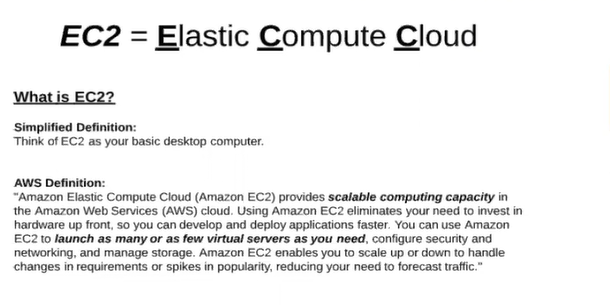 EC2 = Elastic Compute Cloud
What is EC2?
Simplified Definition:
Think of EC2 as your basic desktop computer.
AWS Definition:
"Amazon Elastic Compute Cloud (Amazon EC2) provides scalable computing capacity in
the Amazon Web Services (AWS) cloud. Using Amazon EC2 eliminates your need to invest in
hardware up front, so you can develop and deploy applications faster. You can use Amazon
EC2 to launch as many or as few virtual servers as you need, configure security and
networking, and manage storage. Amazon EC2 enables you to scale up or down to handle
changes in requirements or spikes in popularity, reducing your need to forecast traffic."